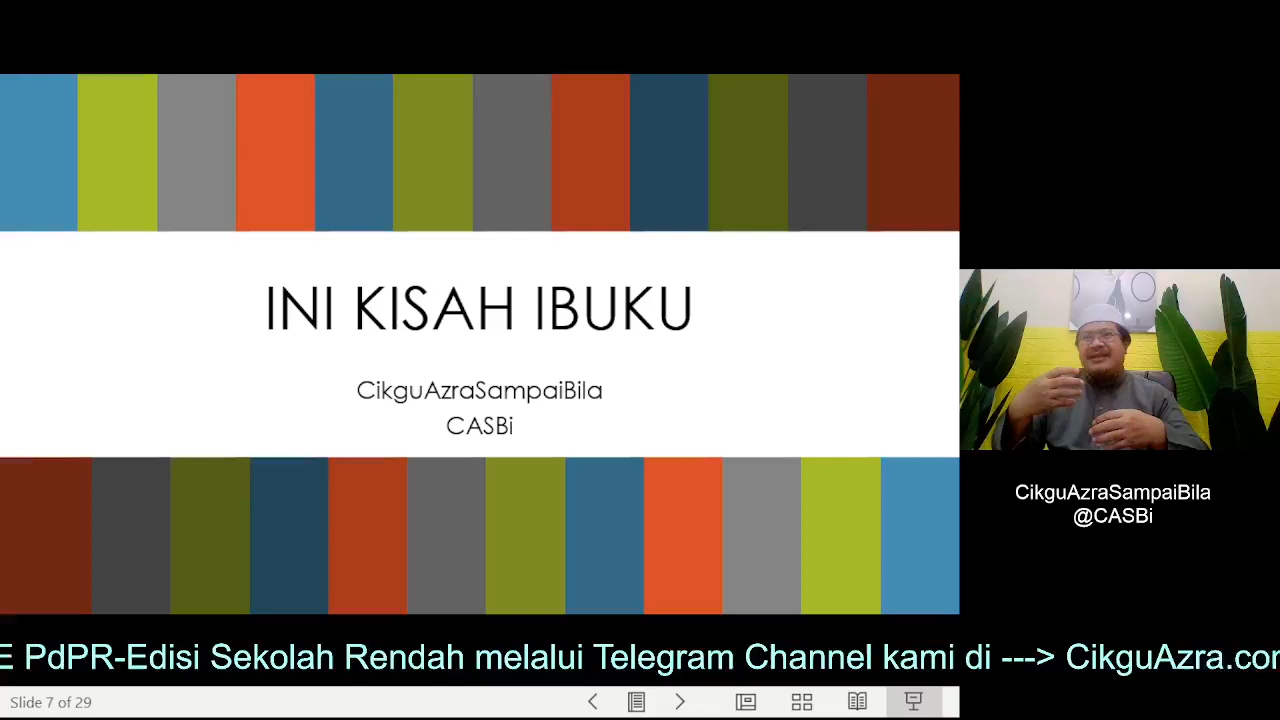 INI KISAH IBUKU
CikguAzraSampaiBila
CASBi
CikguAzraSampaiBila
@CASBi
E PdPR-Edisi Sekolah Rendah melalui Telegram Channel kami di ---> CikguAzra.com
Slide 7 of 29